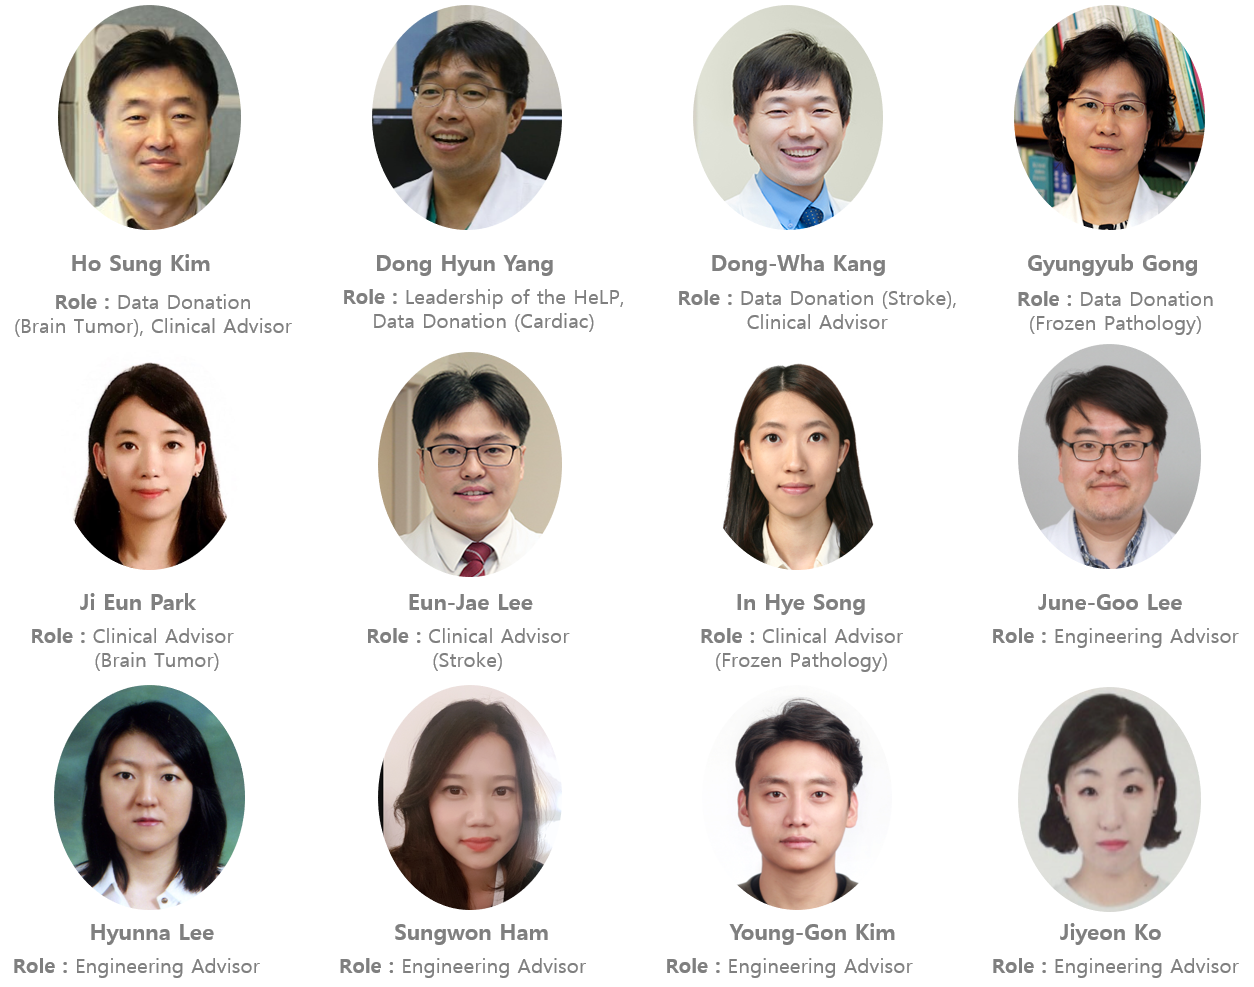 Ho Sung Kim
Role : Data Donation
(Brain Tumor), Clinical Advisor
Dong Hyun Yang
Role : Leadership of the HeLP,
Data Donation (Cardiac)
Dong-Wha Kang
Role : Data Donation (Stroke),
Clinical Advisor
Gyungyub Gong
Role : Data Donation
(Frozen Pathology)
Ji Eun Park
Role : Clinical Advisor
(Brain Tumor)
Eun-Jae Lee
Role : Clinical Advisor
(Stroke)
In Hye Song
Role : Clinical Advisor
(Frozen Pathology)
June-Goo Lee
Role : Engineering Advisor
Hyunna Lee
Role : Engineering Advisor
Sungwon Ham
Role : Engineering Advisor
Young-Gon Kim
Role : Engineering Advisor
Jiyeon Ko
Role : Engineering Advisor